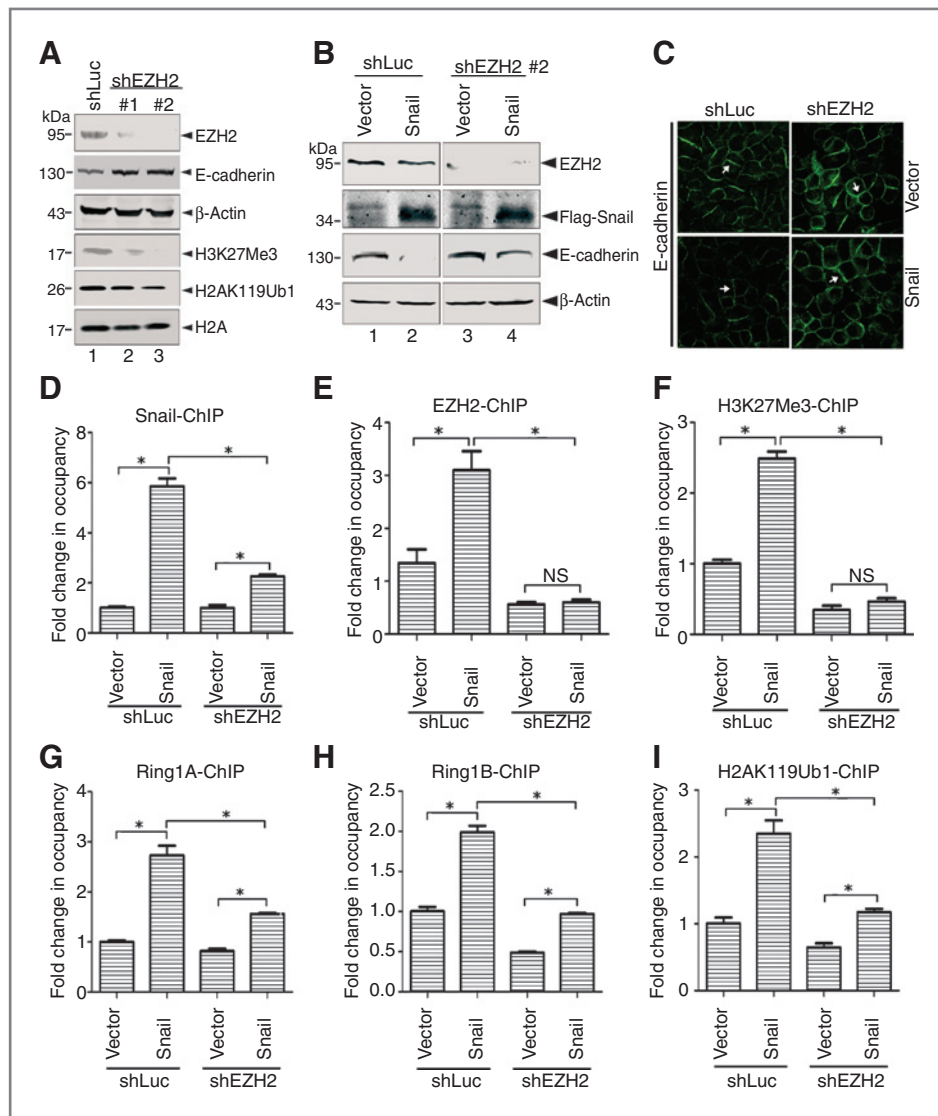 A
shLuc
shEZH2
#1 #2
kDa
95 EZH2
130 E-cadherin
43 β-Actin
17 H3K27Me3
26 H2AK119Ub1
17 H2A
1 2 3
B
shLuc shEZH2 #2
Vector Snail Vector Snail
kDa
95 EZH2
34 Flag-Snail
130 E-cadherin
43 β-Actin
1 2 3 4
C
shLuc shEZH2
E-cadherin
Vector
Snail
D
Snail-ChIP
Fold change in occupancy
8
6
4
2
0
* * *
Vector Snail Vector Snail
shLuc shEZH2
E
EZH2-ChIP
Fold change in occupancy
4
3
2
1
0
* * NS
Vector Snail Vector Snail
shLuc shEZH2
F
H3K27Me3-ChIP
Fold change in occupancy
3
2
1
0
* * NS
Vector Snail Vector Snail
shLuc shEZH2
G
Ring1A-ChIP
Fold change in occupancy
4
3
2
1
0
* * *
Vector Snail Vector Snail
shLuc shEZH2
H
Ring1B-ChIP
Fold change in occupancy
2.0
1.5
1.0
0.5
0.0
* * *
Vector Snail Vector Snail
shLuc shEZH2
I
H2AK119Ub1-ChIP
Fold change in occupancy
3
2
1
0
* * *
Vector Snail Vector Snail
shLuc shEZH2